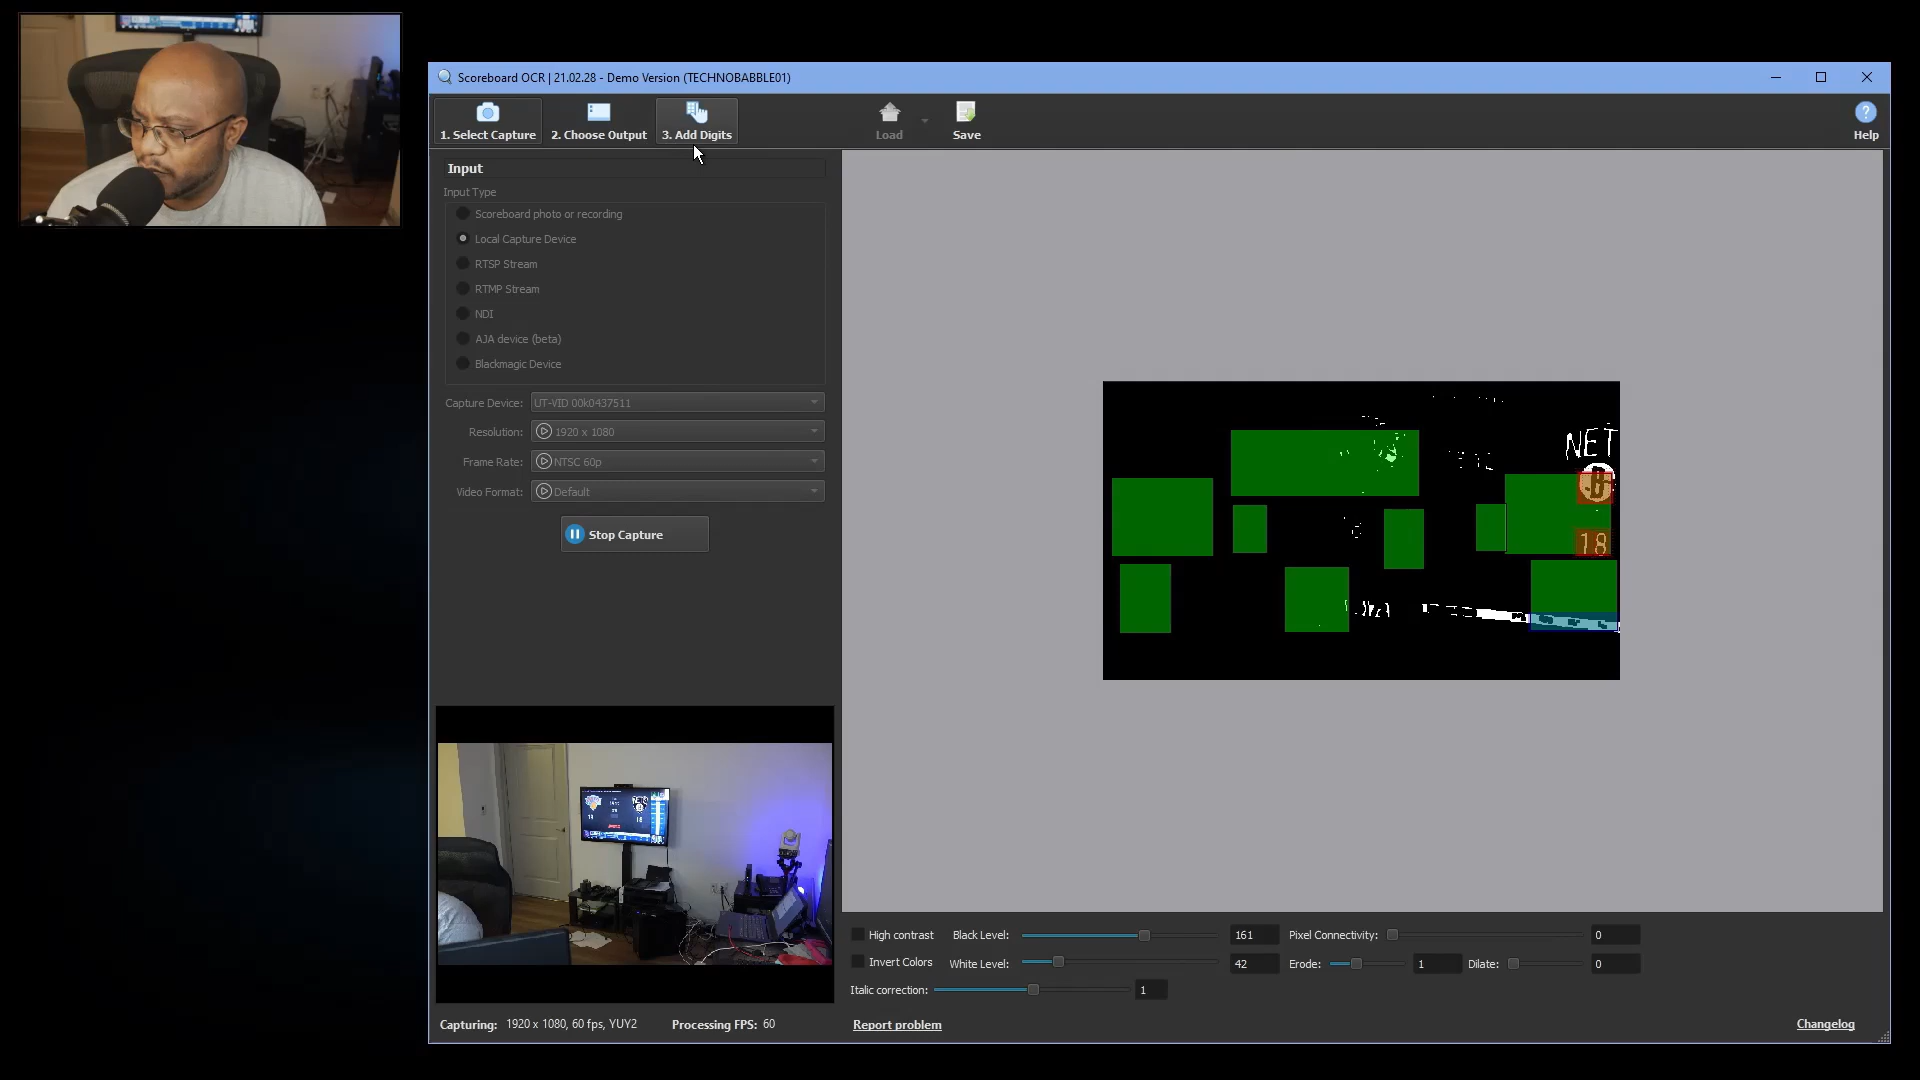 Scoreboard OCR | 21.02.28 - Demo Version (TECHNOBABBLE01)
1. Select Capture
2. Choose Output
3. Add Digits
Load
Save
Help
Input
Input Type
Scoreboard photo or recording
Local Capture Device
RTSP Stream
RTMP Stream
NDI
AJA device (beta)
Blackmagic Device
Capture Device: UT-VID 00k0437511
Resolution: 1920 x 1080
Frame Rate: NTSC 60p
Video Format: Default
Stop Capture
NET
B
18
High contrast
Black Level: 161
Pixel Connectivity: 0
Invert Colors
White Level: 42
Erode: 1
Dilate: 0
Italic correction: 1
Capturing: 1920 x 1080, 60 fps, YUY2
Processing FPS: 60
Report problem
Changelog